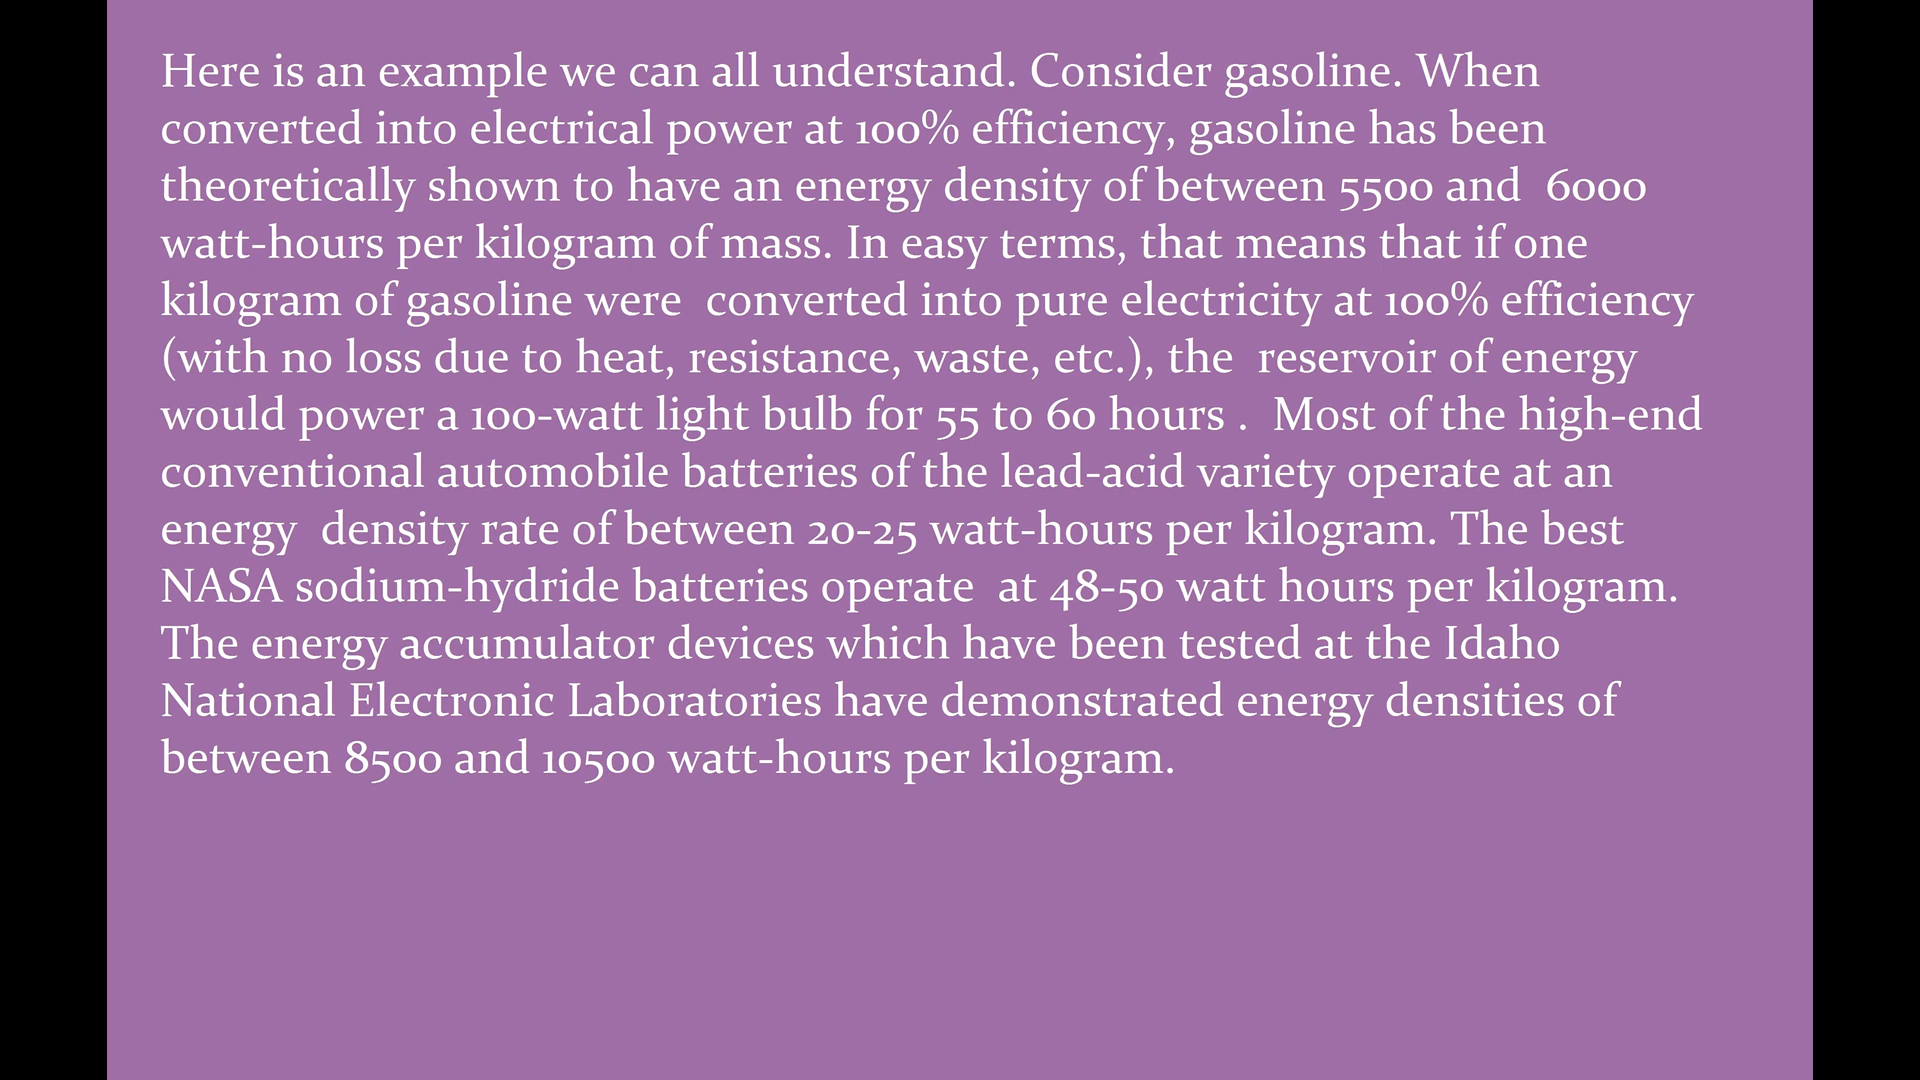 Here is an example we can all understand. Consider gasoline. When
converted into electrical power at 100% efficiency, gasoline has been
theoretically shown to have an energy density of between 5500 and  6000
watt-hours per kilogram of mass. In easy terms, that means that if one
kilogram of gasoline were  converted into pure electricity at 100% efficiency
(with no loss due to heat, resistance, waste, etc.), the  reservoir of energy
would power a 100-watt light bulb for 55 to 60 hours .  Most of the high-end
conventional automobile batteries of the lead-acid variety operate at an
energy  density rate of between 20-25 watt-hours per kilogram. The best
NASA sodium-hydride batteries operate  at 48-50 watt hours per kilogram.
The energy accumulator devices which have been tested at the Idaho
National Electronic Laboratories have demonstrated energy densities of
between 8500 and 10500 watt-hours per kilogram.